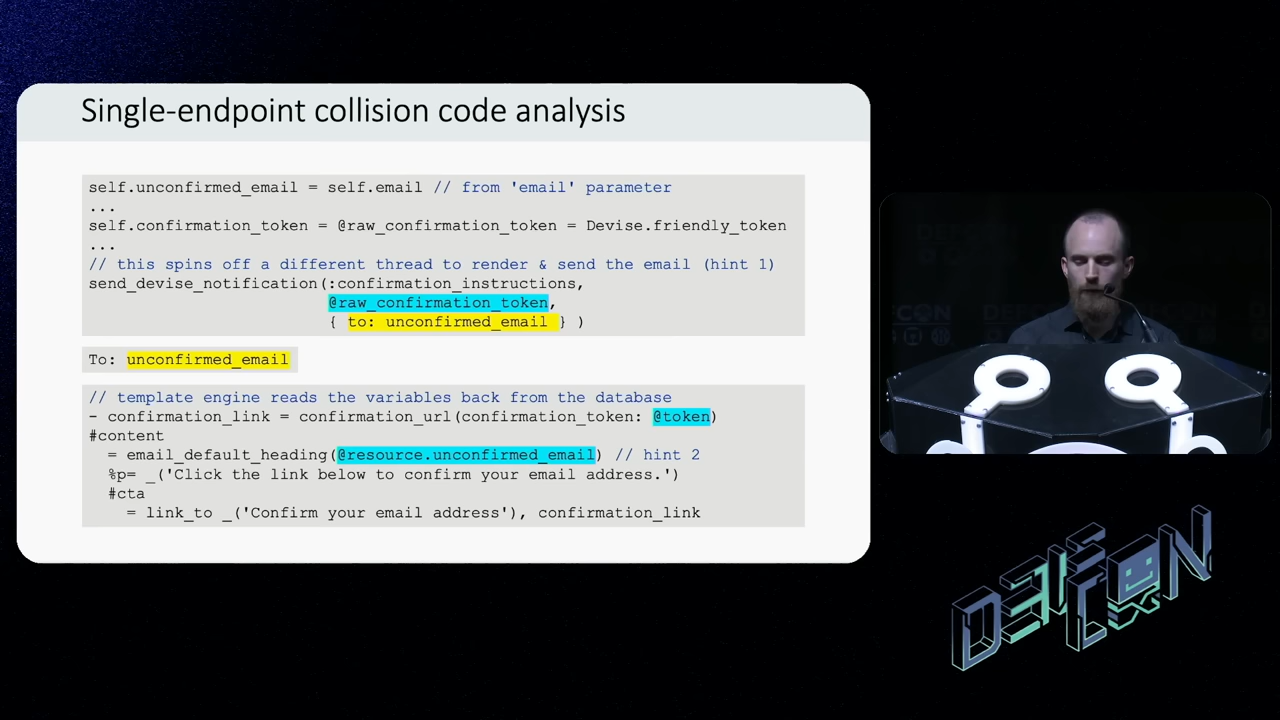 Single-endpoint collision code analysis
self.unconfirmed_email = self.email // from 'email' parameter
...
self.confirmation_token = @raw_confirmation_token = Devise.friendly_token
...
// this spins off a different thread to render & send the email (hint 1)
send_devise_notification(:confirmation_instructions,
@raw_confirmation_token,
{ to: unconfirmed_email } )
To: unconfirmed_email
// template engine reads the variables back from the database
- confirmation_link = confirmation_url(confirmation_token: @token)
#content
= email_default_heading(@resource.unconfirmed_email) // hint 2
%p= _('Click the link below to confirm your email address.')
#cta
= link_to _('Confirm your email address'), confirmation_link
DEF CON